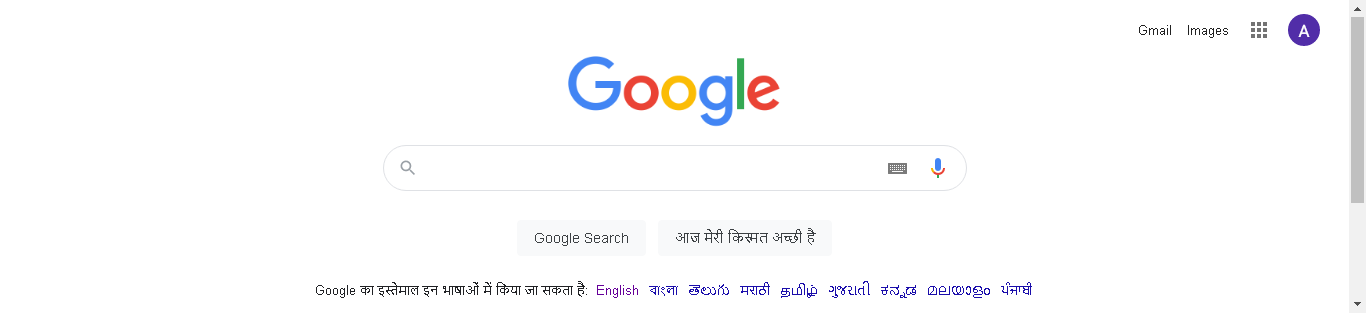 Gmail Images A
Google
Google Search आज मेरी किस्मत अच्छी है
Google का इस्तेमाल इन भाषाओं में किया जा सकता है: English বাংলা తెలుగు मराठी தமிழ் ગુજરાતી ಕನ್ನಡ മലയാളം ਪੰਜਾਬੀ